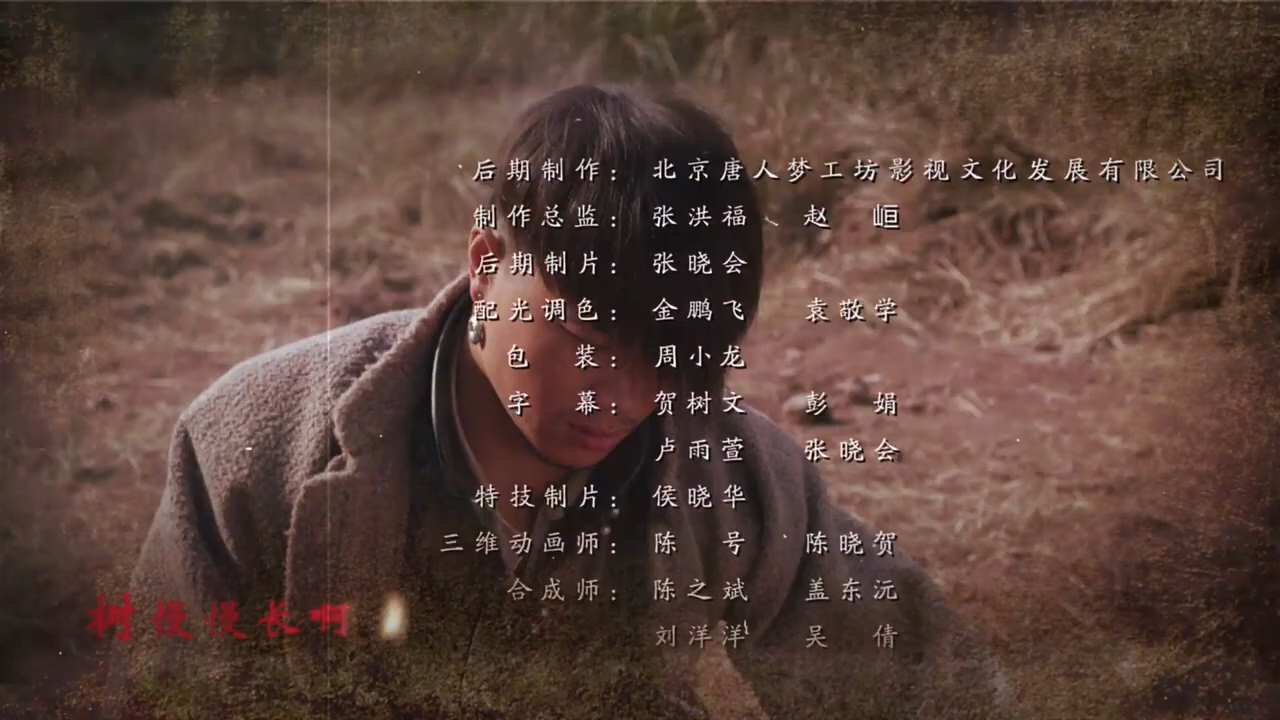 后期制作：北京唐人梦工坊影视文化发展有限公司
制作总监：张洪福 赵 峘
后期制片：张晓会
配光调色：金鹏飞 袁敬学
包 装：周小龙
字 幕：贺树文 彭 娟
卢雨萱 张晓会
特技制片：侯晓华
三维动画师：陈 号 陈晓贺
合成师：陈之斌 盖东沅
刘洋洋 吴 倩
树慢慢长啊